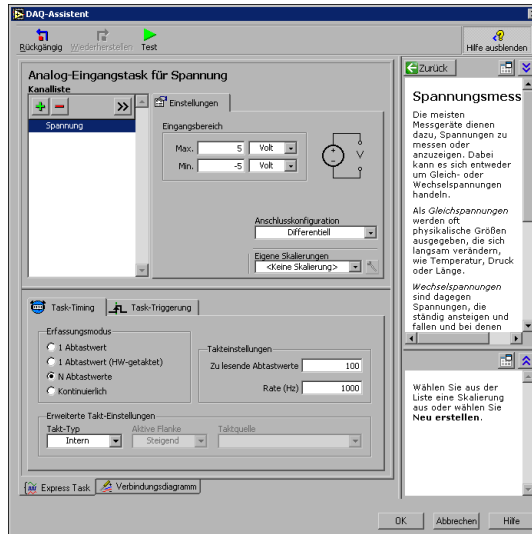 DAQ-Assistent
Rückgängig Wiederherstellen Test Hilfe ausblenden
Analog-Eingangstask für Spannung
Kanalliste
Spannung
Einstellungen
Eingangsbereich
Max. 5 Volt
Min. -5 Volt
V
Anschlusskonfiguration
Differentiell
Eigene Skalierungen
<Keine Skalierung>
Task-Timing Task-Triggerung
Erfassungsmodus
1 Abtastwert
1 Abtastwert (HW-getaktet)
N Abtastwerte
Kontinuierlich
Takteinstellungen
Zu lesende Abtastwerte 100
Rate (Hz) 1000
Erweiterte Takt-Einstellungen
Takt-Typ Aktive Flanke Taktquelle
Intern Steigend
Express Task Verbindungsdiagramm
Zurück
Spannungsmess
Die meisten
Messgeräte dienen
dazu, Spannungen zu
messen oder
anzuzeigen. Dabei
kann es sich entweder
um Gleich- oder
Wechselspannungen
handeln.
Als Gleichspannungen
werden oft
physikalische Größen
ausgegeben, die sich
langsam verändern,
wie Temperatur, Druck
oder Länge.
Wechselspannungen
sind dagegen
Spannungen, die
ständig ansteigen und
fallen und bei denen
Wählen Sie aus der
Liste eine Skalierung
aus oder wählen Sie
Neu erstellen.
OK Abbrechen Hilfe